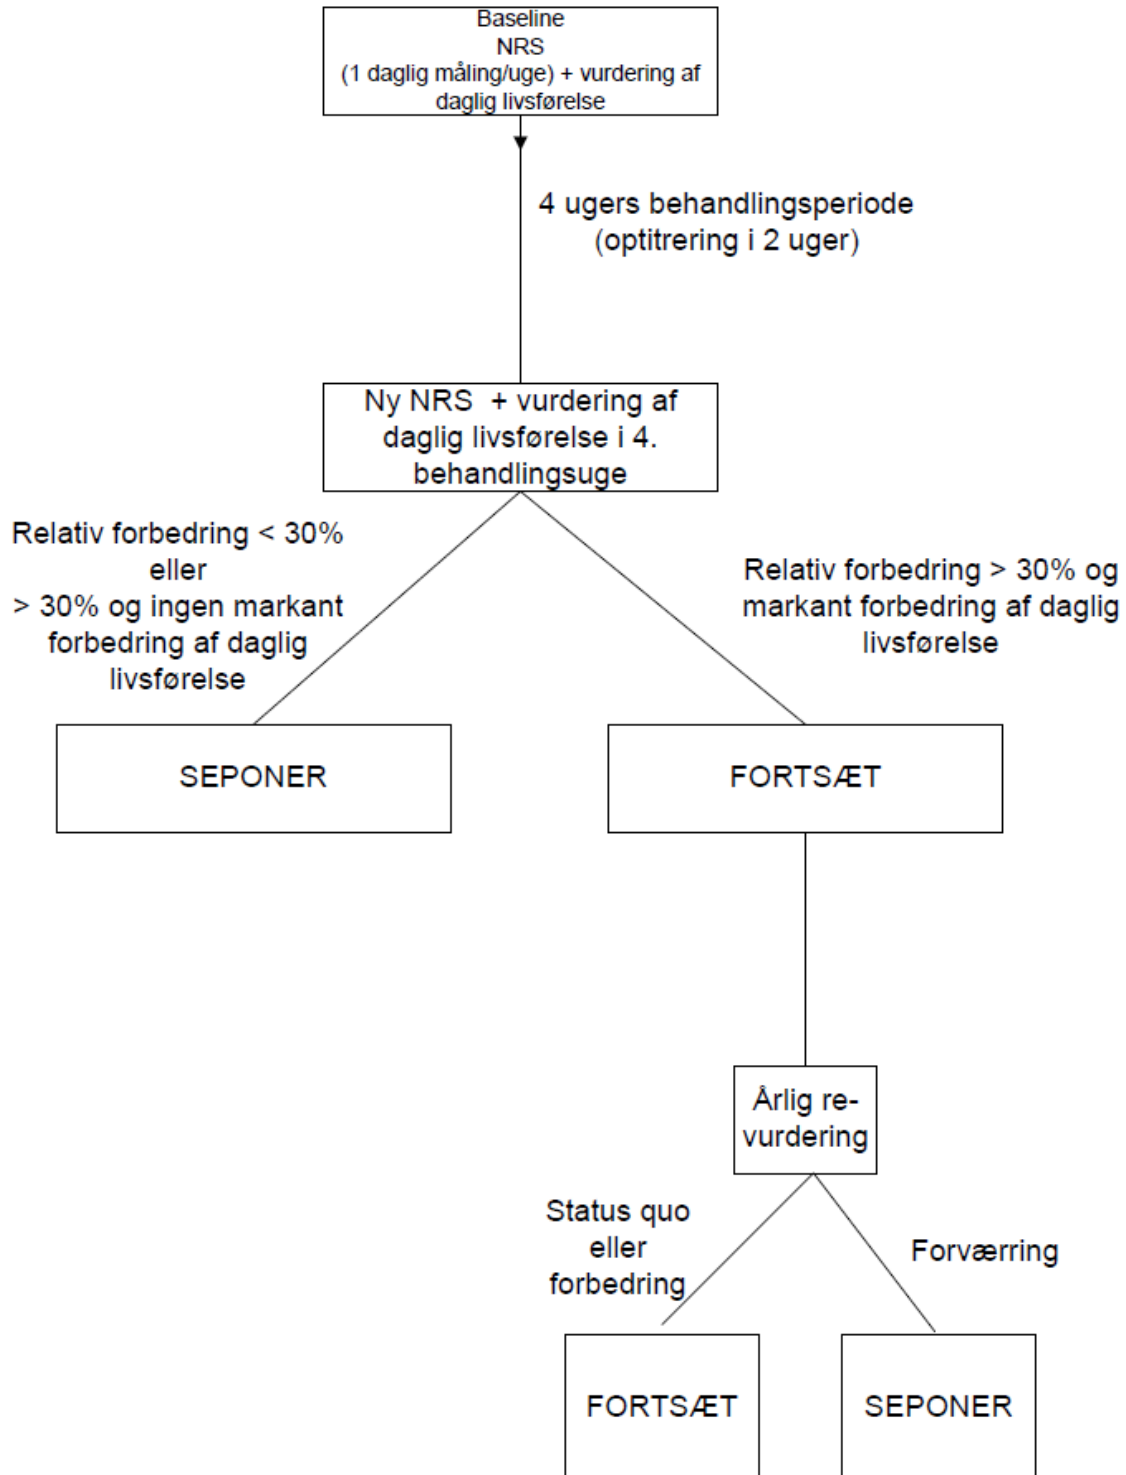 Baseline
NRS
(1 daglig måling/uge) + vurdering af
daglig livsførelse
4 ugers behandlingsperiode
(optitrering i 2 uger)
Ny NRS + vurdering af
daglig livsførelse i 4.
behandlingsuge
Relativ forbedring < 30%
eller
> 30% og ingen markant
forbedring af daglig
livsførelse
Relativ forbedring > 30% og
markant forbedring af daglig
livsførelse
SEPONER
FORTSÆT
Årlig re-
vurdering
Status quo
eller
forbedring
Forværring
FORTSÆT
SEPONER